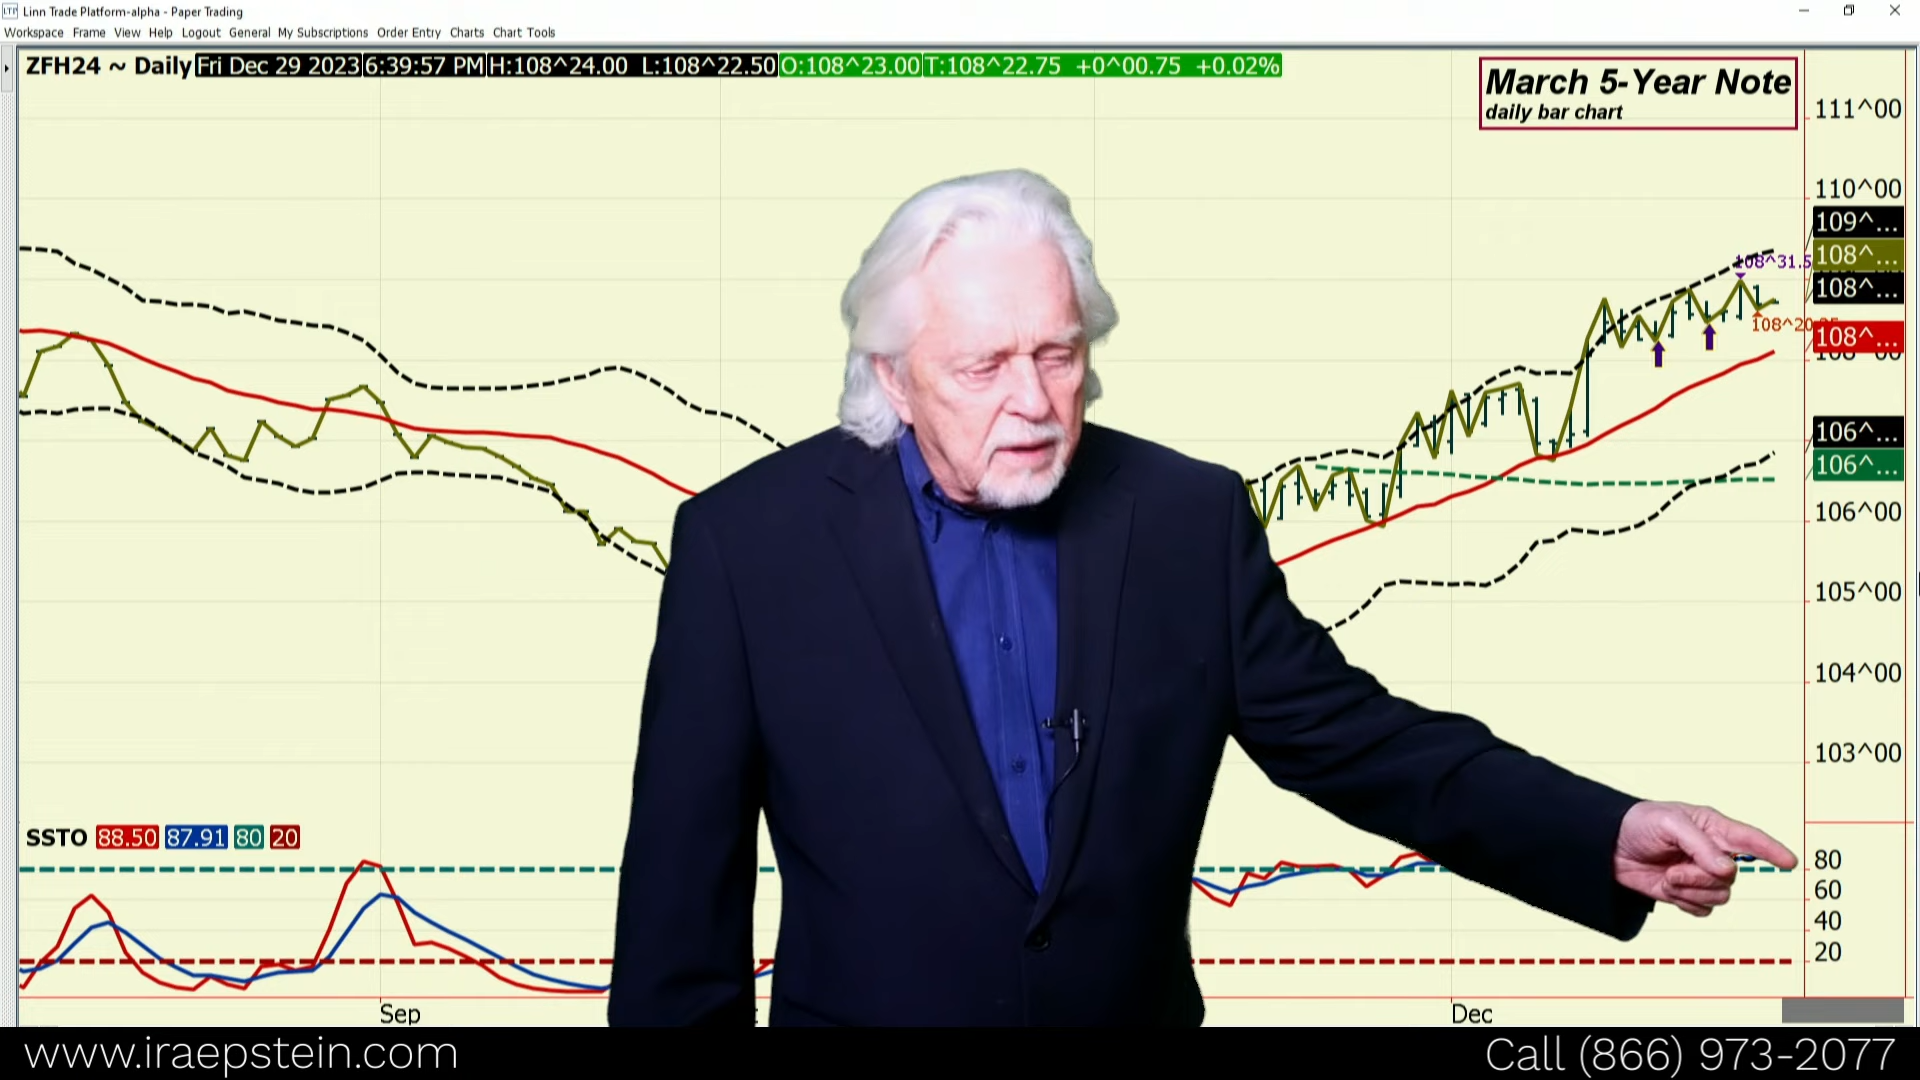 Linn Trade Platform-alpha - Paper Trading
Workspace Frame View Help Logout General My Subscriptions Order Entry Charts Chart Tools
ZFH24 ~ Daily Fri Dec 29 2023 6:39:57 PM H:108^24.00 L:108^22.50 O:108^23.00 T:108^22.75 +0^00.75 +0.02%
March 5-Year Note
daily bar chart
111^00
110^00
109^...
108^...
108^31.5
108^...
108^...
106^...
106^...
106^00
105^00
104^00
103^00
SSTO 88.50 87.91 80 20
80
60
40
20
Sep Dec
www.iraepstein.com Call (866) 973-2077